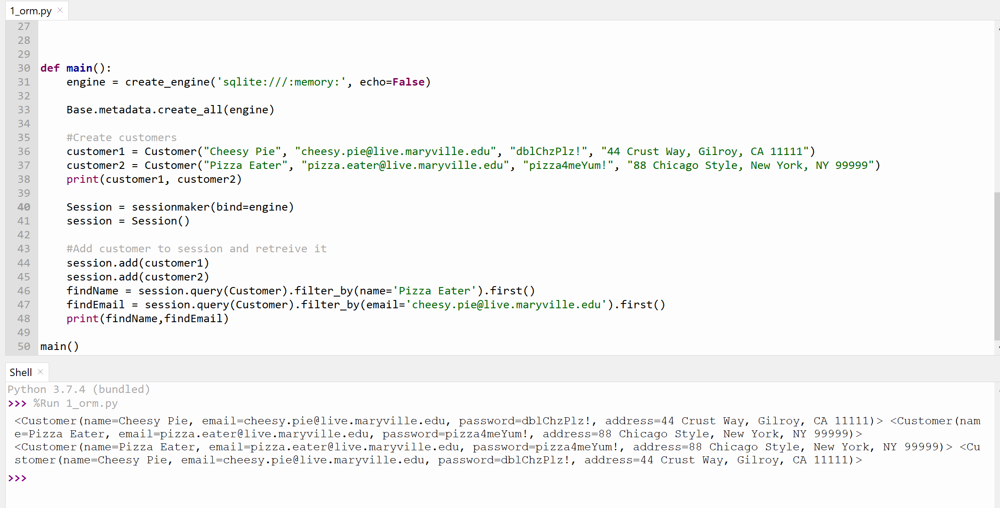 1_orm.py
27
28
29
30 def main():
31     engine = create_engine('sqlite:///:memory:', echo=False)
32
33     Base.metadata.create_all(engine)
34
35     #Create customers
36     customer1 = Customer("Cheesy Pie", "cheesy.pie@live.maryville.edu", "dblChzPlz!", "44 Crust Way, Gilroy, CA 11111")
37     customer2 = Customer("Pizza Eater", "pizza.eater@live.maryville.edu", "pizza4meYum!", "88 Chicago Style, New York, NY 99999")
38     print(customer1, customer2)
39
40     Session = sessionmaker(bind=engine)
41     session = Session()
42
43     #Add customer to session and retreive it
44     session.add(customer1)
45     session.add(customer2)
46     findName = session.query(Customer).filter_by(name='Pizza Eater').first()
47     findEmail = session.query(Customer).filter_by(email='cheesy.pie@live.maryville.edu').first()
48     print(findName,findEmail)
49
50 main()
Shell
Python 3.7.4 (bundled)
>>> %Run 1_orm.py
<Customer(name=Cheesy Pie, email=cheesy.pie@live.maryville.edu, password=dblChzPlz!, address=44 Crust Way, Gilroy, CA 11111)> <Customer(nam
e=Pizza Eater, email=pizza.eater@live.maryville.edu, password=pizza4meYum!, address=88 Chicago Style, New York, NY 99999)>
<Customer(name=Pizza Eater, email=pizza.eater@live.maryville.edu, password=pizza4meYum!, address=88 Chicago Style, New York, NY 99999)> <Cu
stomer(name=Cheesy Pie, email=cheesy.pie@live.maryville.edu, password=dblChzPlz!, address=44 Crust Way, Gilroy, CA 11111)>
>>>